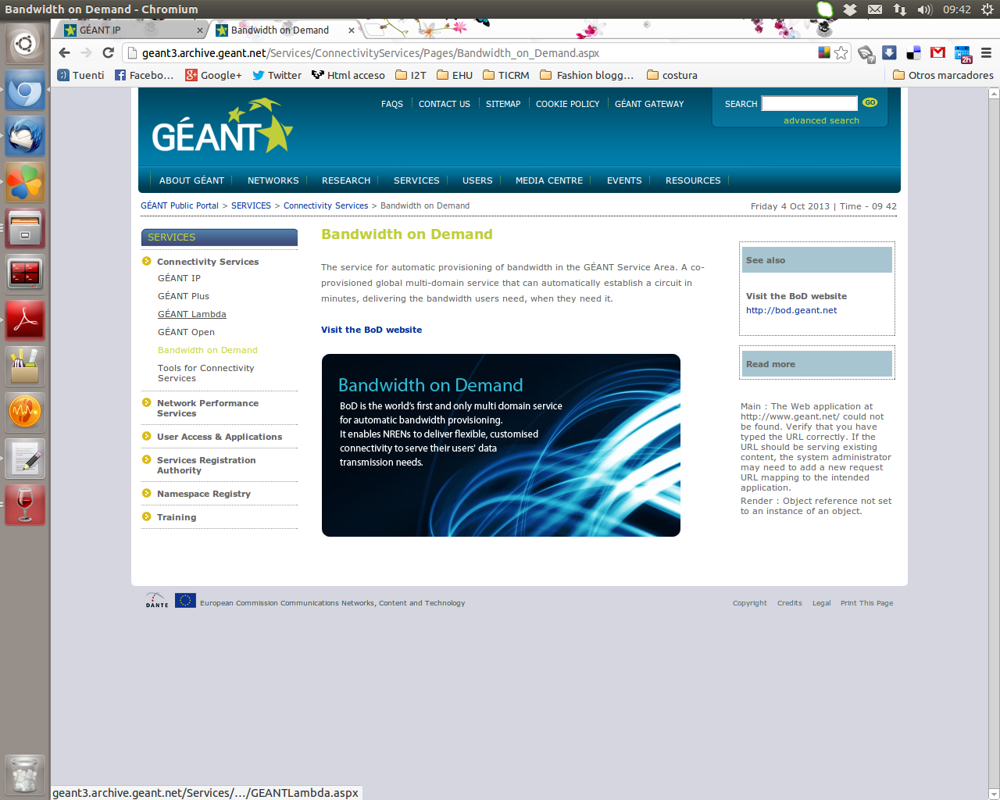 Bandwidth on Demand - Chromium
09:42
GÉANT IP
Bandwidth on Demand
geant3.archive.geant.net/Services/ConnectivityServices/Pages/Bandwidth_on_Demand.aspx
2h
Tuenti
Facebo...
Google+
Twitter
Html acceso
I2T
EHU
TICRM
Fashion blogg...
costura
Otros marcadores
GÉANT
FAQS
CONTACT US
SITEMAP
COOKIE POLICY
GÉANT GATEWAY
SEARCH
GO
advanced search
ABOUT GÉANT
NETWORKS
RESEARCH
SERVICES
USERS
MEDIA CENTRE
EVENTS
RESOURCES
GÉANT Public Portal > SERVICES > Connectivity Services > Bandwidth on Demand
Friday 4 Oct 2013 | Time - 09 42
SERVICES
Connectivity Services
GÉANT IP
GÉANT Plus
GÉANT Lambda
GÉANT Open
Bandwidth on Demand
Tools for Connectivity
Services
Network Performance
Services
User Access & Applications
Services Registration
Authority
Namespace Registry
Training
Bandwidth on Demand
The service for automatic provisioning of bandwidth in the GÉANT Service Area. A co-
provisioned global multi-domain service that can automatically establish a circuit in
minutes, delivering the bandwidth users need, when they need it.
Visit the BoD website
Bandwidth on Demand
BoD is the world's first and only multi domain service
for automatic bandwidth provisioning.
It enables NRENs to deliver flexible, customised
connectivity to serve their users' data
transmission needs.
See also
Visit the BoD website
http://bod.geant.net
Read more
Main : The Web application at
http://www.geant.net/ could not
be found. Verify that you have
typed the URL correctly. If the
URL should be serving existing
content, the system administrator
may need to add a new request
URL mapping to the intended
application.
Render : Object reference not set
to an instance of an object.
DANTE
European Commission Communications Networks, Content and Technology
Copyright
Credits
Legal
Print This Page
geant3.archive.geant.net/Services/.../GEANTLambda.aspx